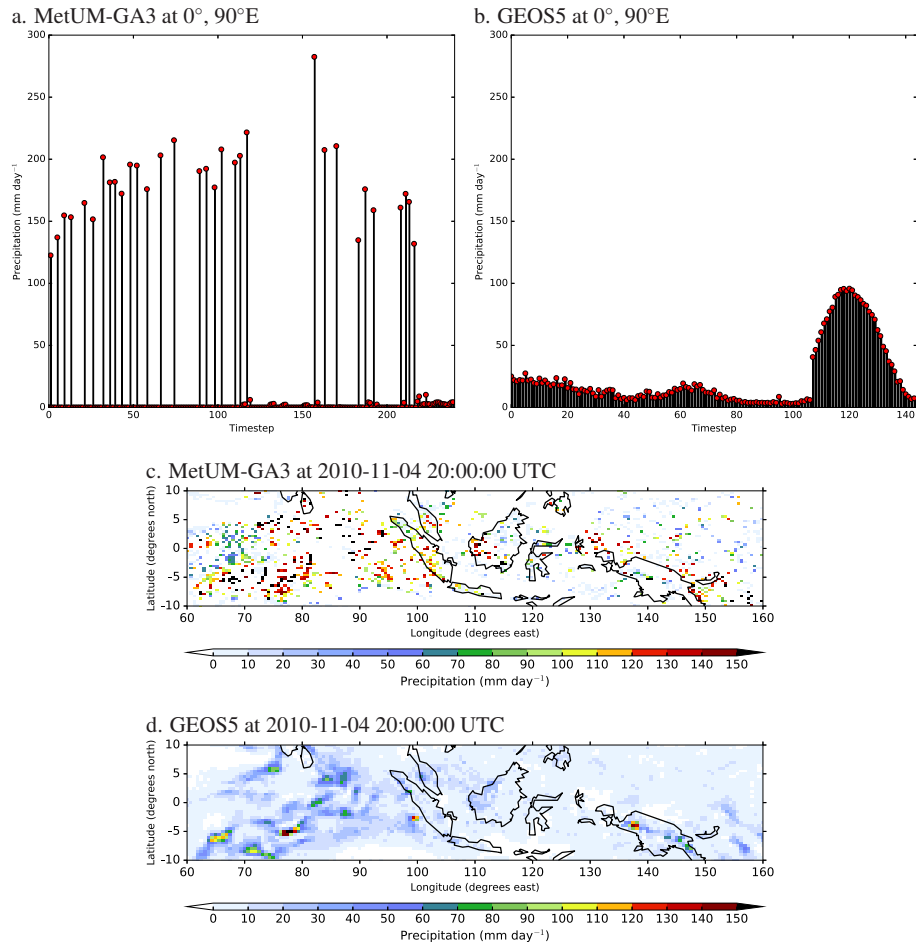 a. MetUM-GA3 at 0°, 90°E
300
250
200
150
100
50
0
Precipitation (mm day⁻¹)
0 50 100 150 200
Timestep
b. GEOS5 at 0°, 90°E
300
250
200
150
100
50
0
Precipitation (mm day⁻¹)
0 20 40 60 80 100 120 140
Timestep
c. MetUM-GA3 at 2010-11-04 20:00:00 UTC
10
5
0
-5
-10
Latitude (degrees north)
60 70 80 90 100 110 120 130 140 150 160
Longitude (degrees east)
0 10 20 30 40 50 60 70 80 90 100 110 120 130 140 150
Precipitation (mm day⁻¹)
d. GEOS5 at 2010-11-04 20:00:00 UTC
10
5
0
-5
-10
Latitude (degrees north)
60 70 80 90 100 110 120 130 140 150 160
Longitude (degrees east)
0 10 20 30 40 50 60 70 80 90 100 110 120 130 140 150
Precipitation (mm day⁻¹)